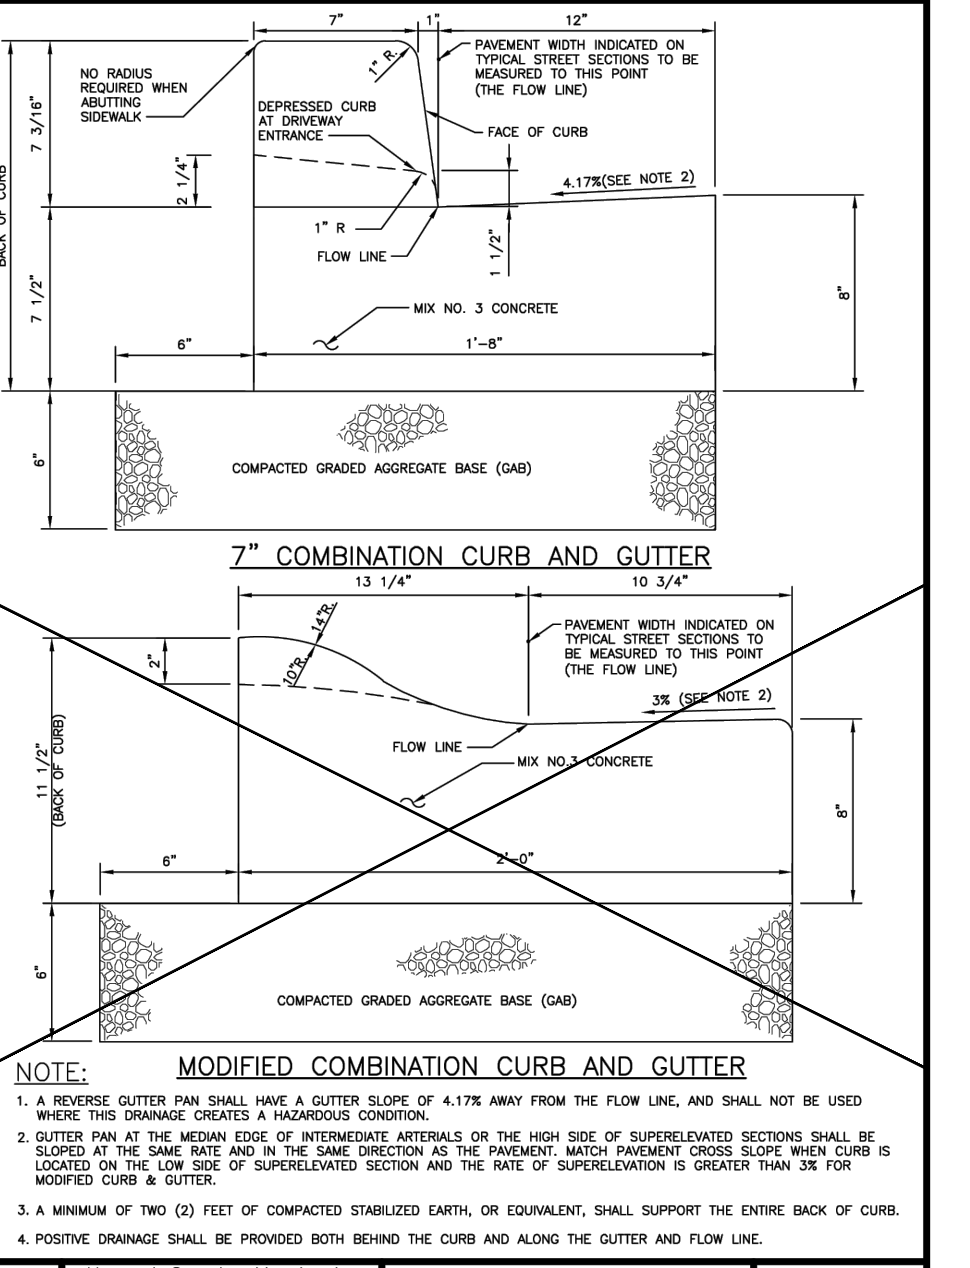 7"
1"
12"
PAVEMENT WIDTH INDICATED ON
TYPICAL STREET SECTIONS TO BE
MEASURED TO THIS POINT
(THE FLOW LINE)
NO RADIUS
REQUIRED WHEN
ABUTTING
SIDEWALK
1" R.
7 3/16"
DEPRESSED CURB
AT DRIVEWAY
ENTRANCE
FACE OF CURB
2 1/4"
4.17%(SEE NOTE 2)
BACK OF CURB
1" R
FLOW LINE
1 1/2"
7 1/2"
8"
MIX NO. 3 CONCRETE
6"
1'-8"
6"
COMPACTED GRADED AGGREGATE BASE (GAB)
7" COMBINATION CURB AND GUTTER
13 1/4"
10 3/4"
14"R.
PAVEMENT WIDTH INDICATED ON
TYPICAL STREET SECTIONS TO
BE MEASURED TO THIS POINT
(THE FLOW LINE)
2"
10"R.
3% (SEE NOTE 2)
FLOW LINE
MIX NO.3 CONCRETE
11 1/2"
(BACK OF CURB)
8"
6"
2'-0"
6"
COMPACTED GRADED AGGREGATE BASE (GAB)
MODIFIED COMBINATION CURB AND GUTTER
NOTE:
1. A REVERSE GUTTER PAN SHALL HAVE A GUTTER SLOPE OF 4.17% AWAY FROM THE FLOW LINE, AND SHALL NOT BE USED
WHERE THIS DRAINAGE CREATES A HAZARDOUS CONDITION.
2. GUTTER PAN AT THE MEDIAN EDGE OF INTERMEDIATE ARTERIALS OR THE HIGH SIDE OF SUPERELEVATED SECTIONS SHALL BE
SLOPED AT THE SAME RATE AND IN THE SAME DIRECTION AS THE PAVEMENT. MATCH PAVEMENT CROSS SLOPE WHEN CURB IS
LOCATED ON THE LOW SIDE OF SUPERELEVATED SECTION AND THE RATE OF SUPERELEVATION IS GREATER THAN 3% FOR
MODIFIED CURB & GUTTER.
3. A MINIMUM OF TWO (2) FEET OF COMPACTED STABILIZED EARTH, OR EQUIVALENT, SHALL SUPPORT THE ENTIRE BACK OF CURB.
4. POSITIVE DRAINAGE SHALL BE PROVIDED BOTH BEHIND THE CURB AND ALONG THE GUTTER AND FLOW LINE.